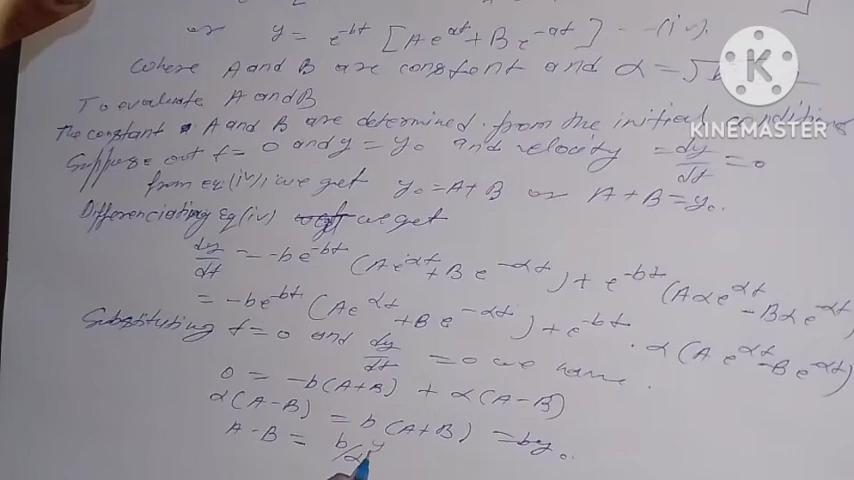 or y = e^-bt [Ae^αt + Be^-αt] - - (iv).
Where A and B are constant and α = √b
To evaluate A and B
The constant A and B are determined from the initial conditions
Suppose out t = 0 and y = y₀ and velocity = dy/dt = 0
from eq (iv), we get y₀ = A + B or A + B = y₀.
Differenciating Eq (iv) we get
dy/dt = -be^-bt (Ae^αt + Be^-αt) + e^-bt (Aαe^αt - Bαe^αt)
= -be^-bt (Ae^αt + Be^-αt) + e^-bt . α (Ae^αt - Be^αt)
Substituting t = 0 and dy/dt = 0 we have.
0 = -b(A+B) + α(A-B)
α(A-B) = b(A+B) = by₀.
A-B = b/α y
K
KINEMASTER